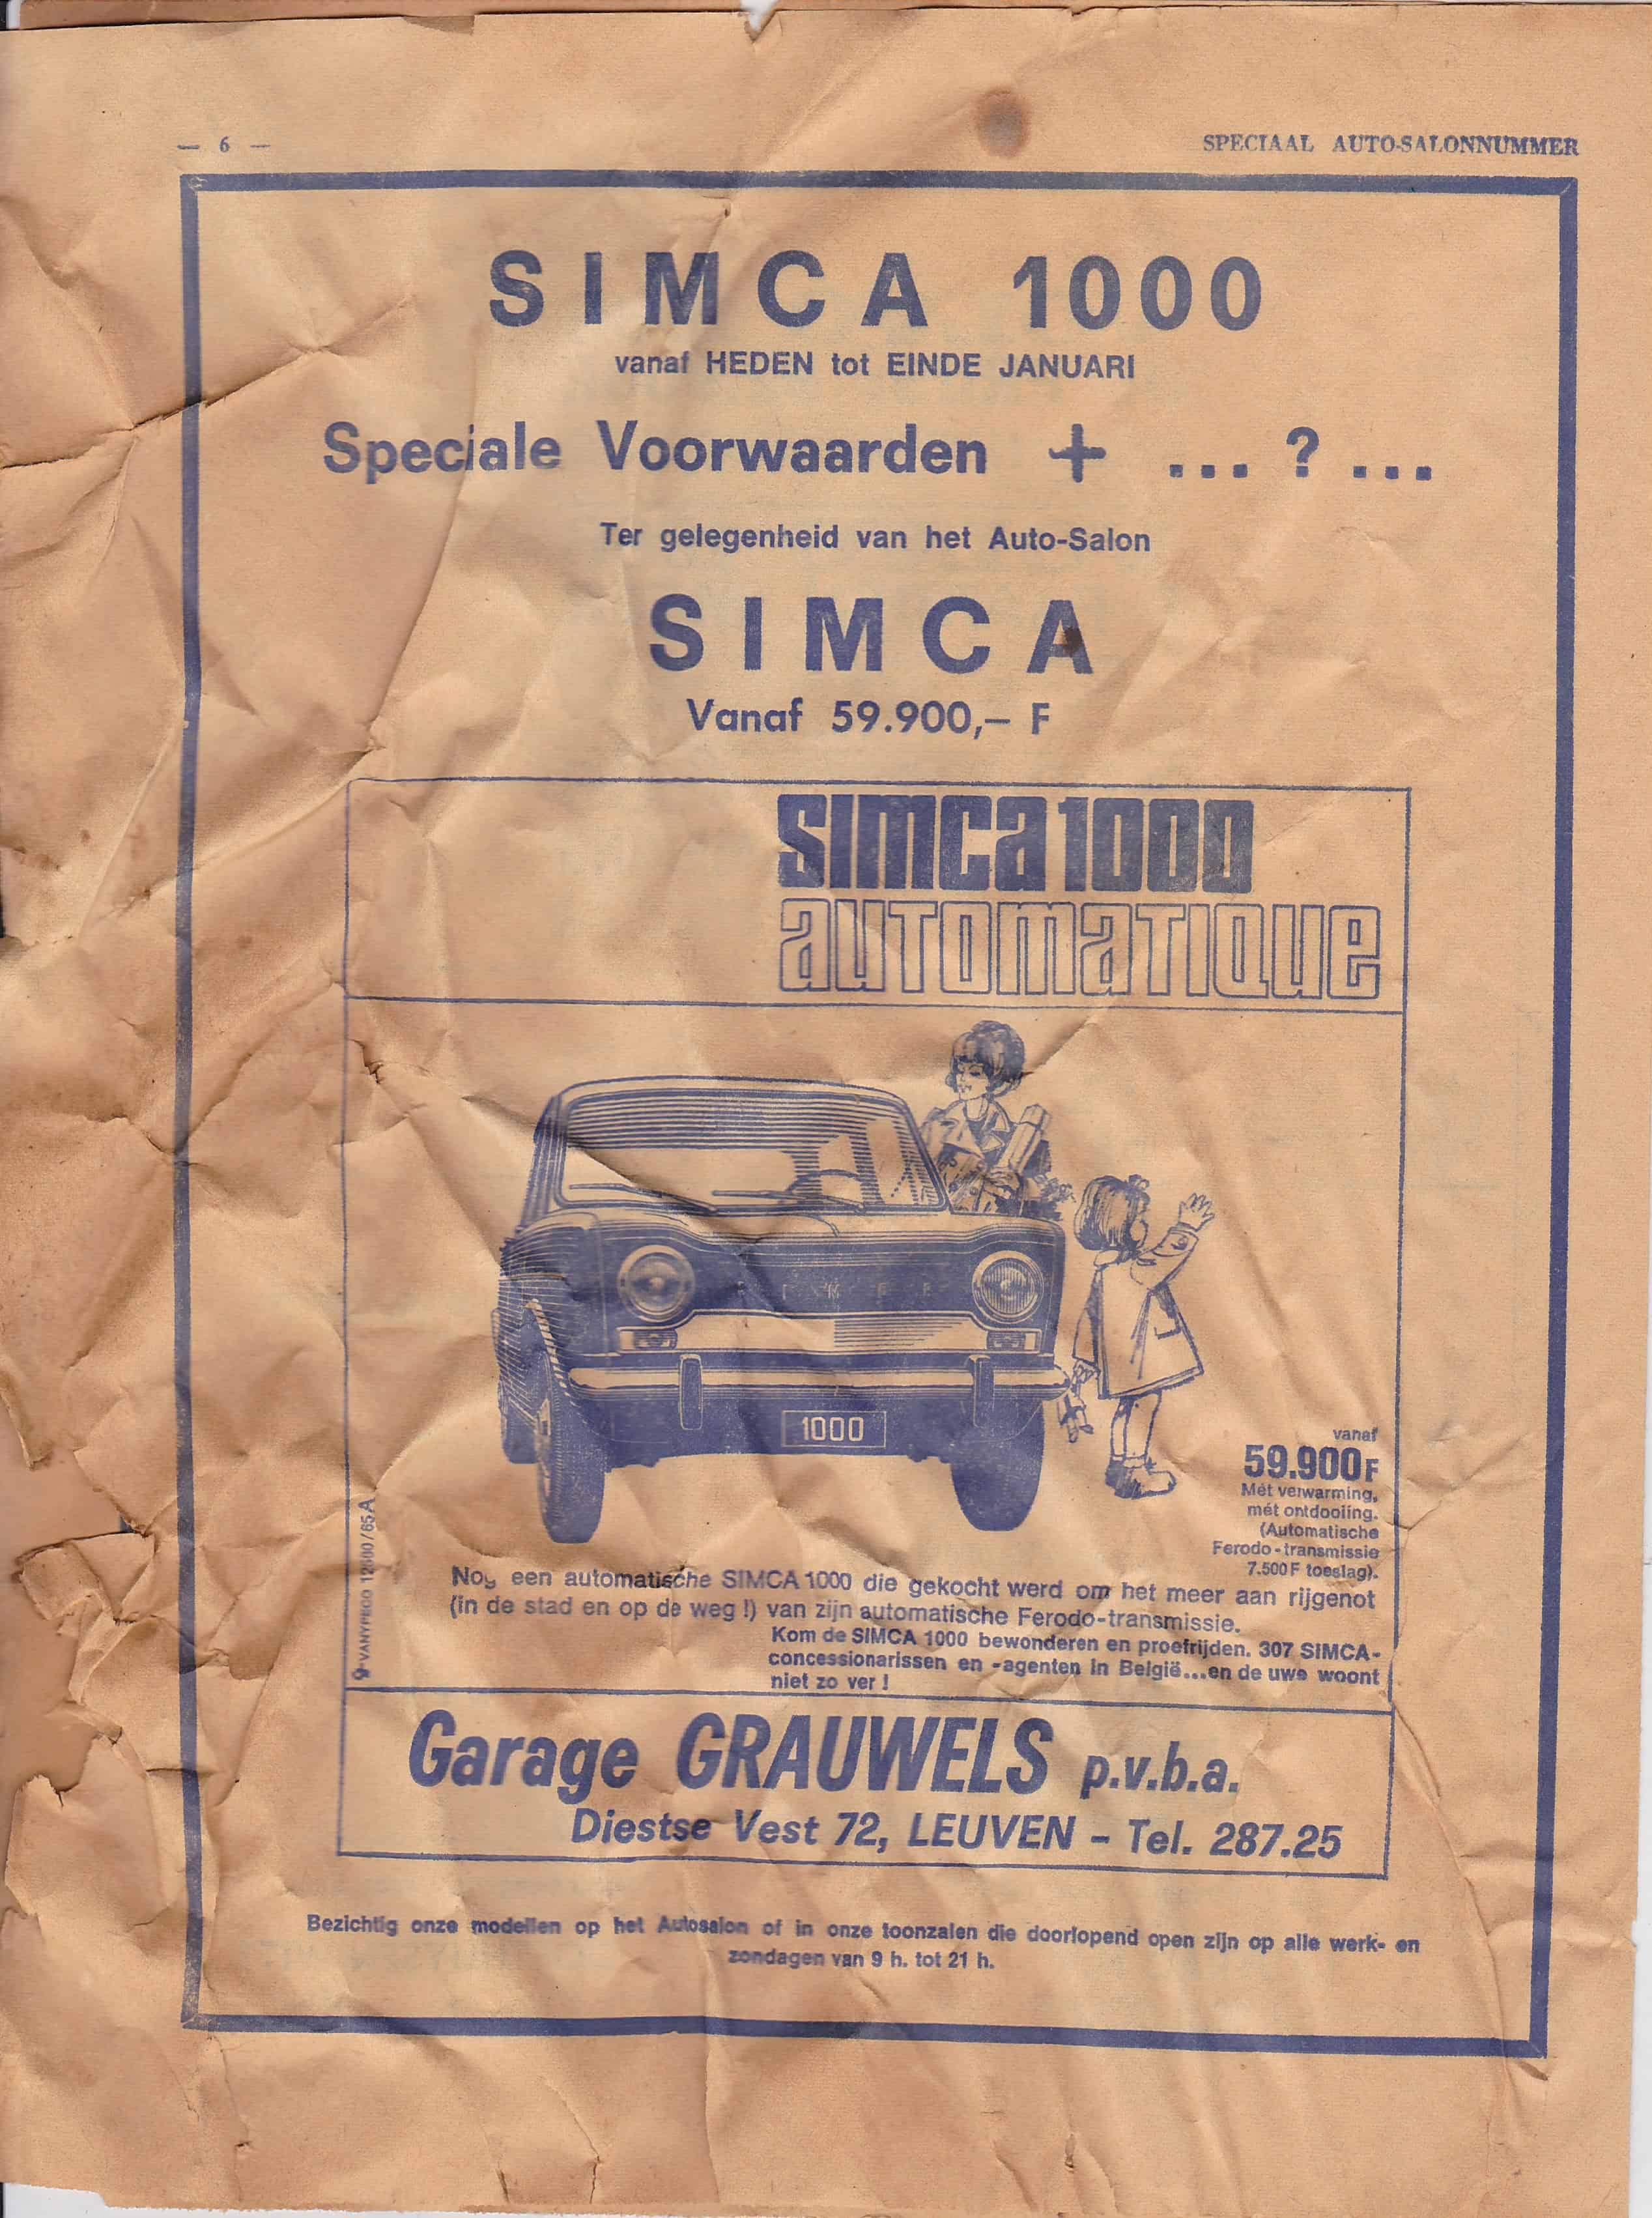 — 6 —
SPECIAAL AUTO-SALONNUMMER
SIMCA 1000
vanaf HEDEN tot EINDE JANUARI
Speciale Voorwaarden + ... ? ...
Ter gelegenheid van het Auto-Salon
SIMCA
Vanaf 59.900,— F
simca 1000
automatique
1000
vanaf
59.900 F
Mét verwarming,
mét ontdooiing.
(Automatische
Ferodo-transmissie
7.500 F toeslag).
Nog een automatische SIMCA 1000 die gekocht werd om het meer aan rijgenot
(in de stad en op de weg !) van zijn automatische Ferodo-transmissie.
Kom de SIMCA 1000 bewonderen en proefrijden. 307 SIMCA-
concessionarissen en -agenten in België...en de uwe woont
niet zo ver !
VANYPECO 12680/65 A
Garage GRAUWELS p.v.b.a.
Diestse Vest 72, LEUVEN - Tel. 287.25
Bezichtig onze modellen op het Autosalon of in onze toonzalen die doorlopend open zijn op alle werk- en
zondagen van 9 h. tot 21 h.